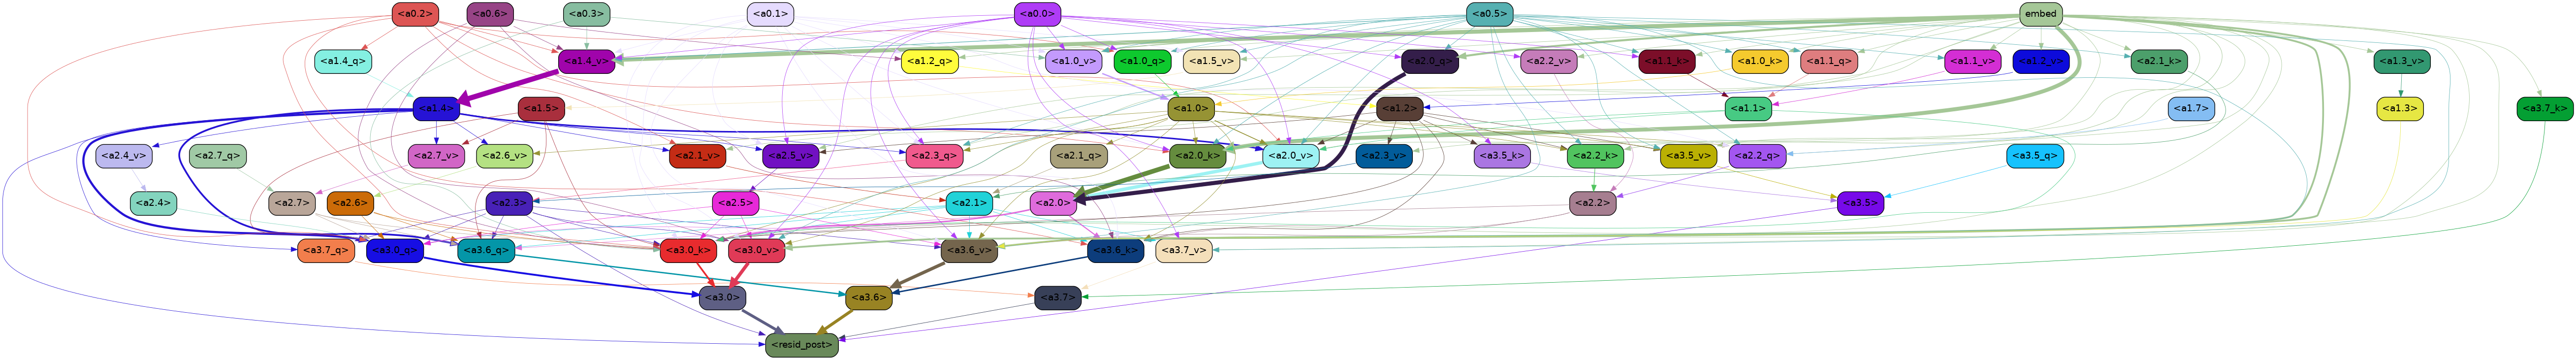 <a0.2> <a0.6> <a0.3> <a0.1> <a0.0> <a0.5> embed
<a1.4_q> <a1.4_v> <a1.2_q> <a1.0_v> <a1.0_q> <a1.5_v> <a2.0_q> <a2.2_v> <a1.1_k> <a1.0_k> <a1.1_q> <a1.1_v> <a1.2_v> <a2.1_k> <a1.3_v>
<a1.4> <a1.5> <a1.0> <a1.2> <a1.1> <a1.7> <a1.3> <a3.7_k>
<a2.4_v> <a2.7_q> <a2.7_v> <a2.6_v> <a2.1_v> <a2.5_v> <a2.3_q> <a2.1_q> <a2.0_k> <a2.0_v> <a2.3_v> <a3.5_k> <a2.2_k> <a3.5_v> <a2.2_q> <a3.5_q>
<a2.4> <a2.7> <a2.6> <a2.3> <a2.5> <a2.1> <a2.0> <a2.2> <a3.5>
<a3.7_q> <a3.0_q> <a3.6_q> <a3.0_k> <a3.0_v> <a3.6_v> <a3.6_k> <a3.7_v>
<a3.0> <a3.6> <a3.7>
<resid_post>